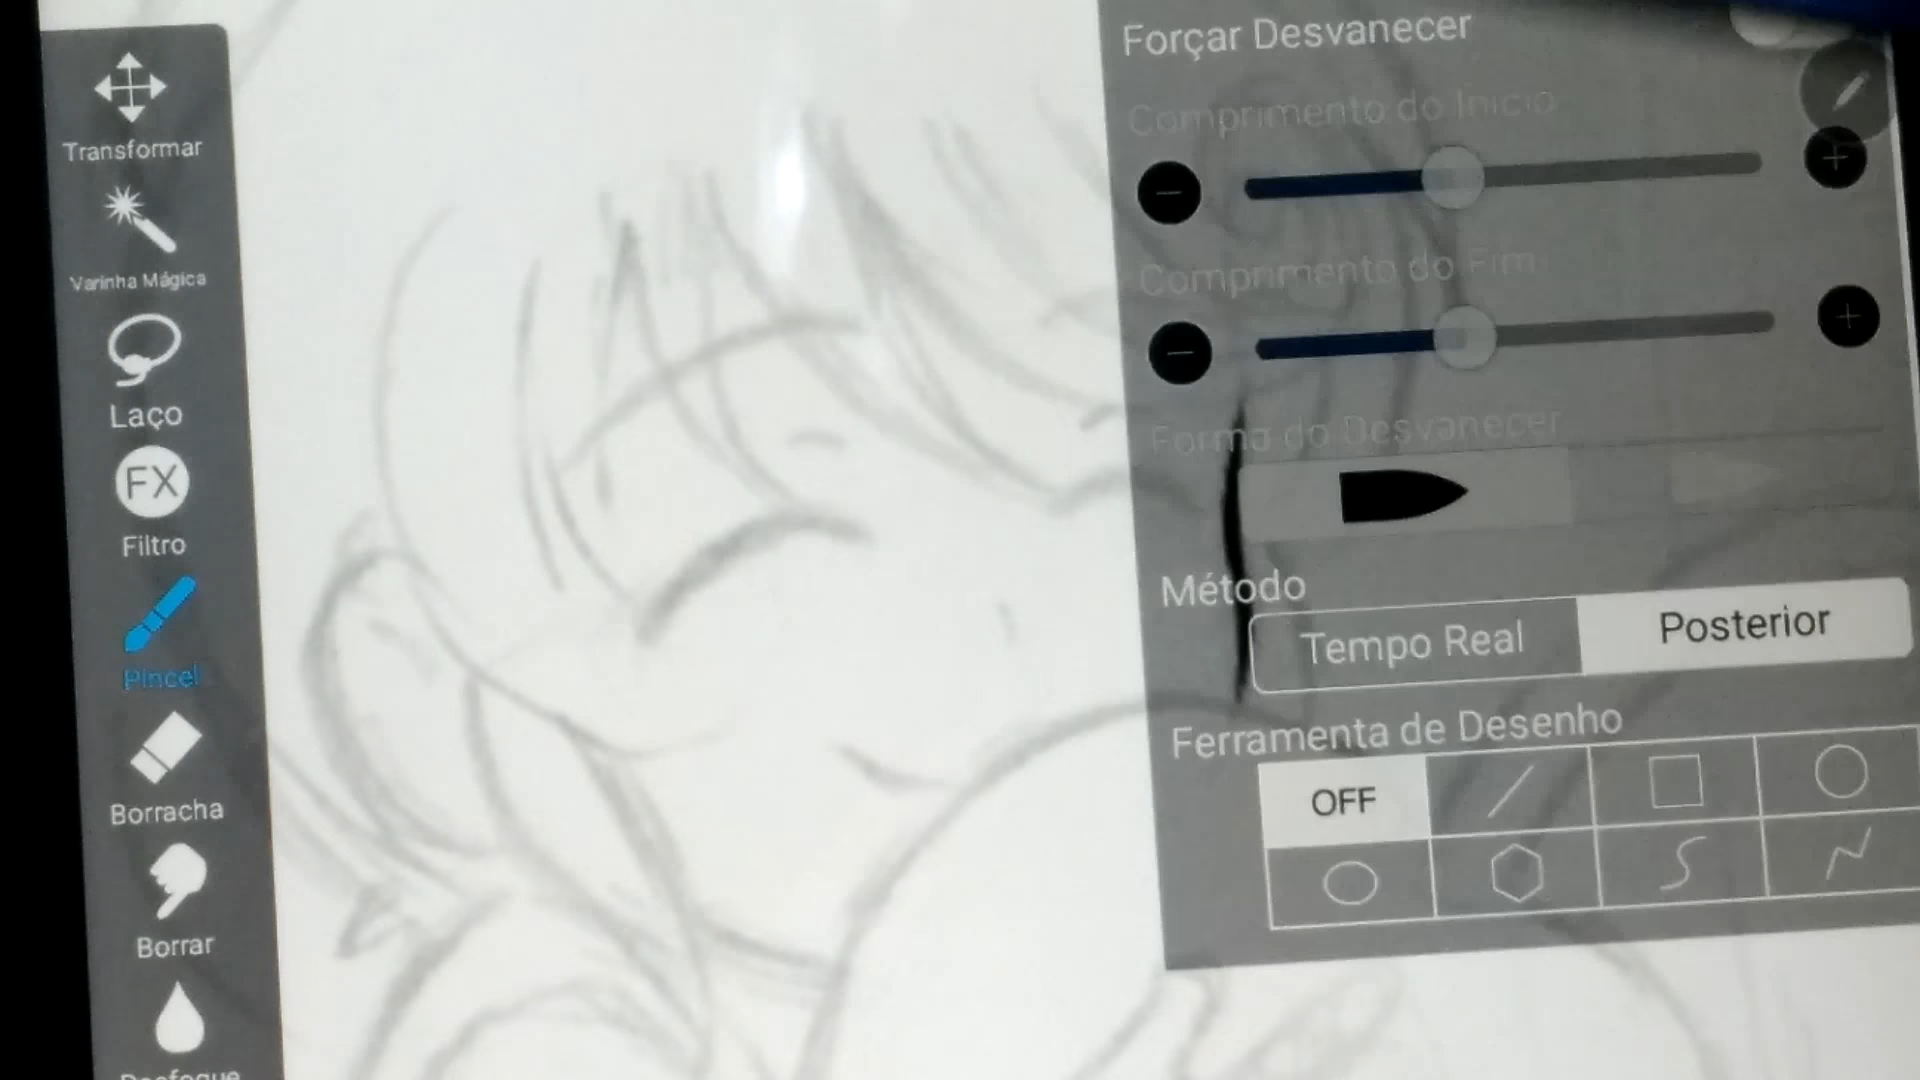 Transformar
Varinha Mágica
Laço
FX
Filtro
Pincel
Borracha
Borrar
Desfoque
Forçar Desvanecer
Comprimento do Início
Comprimento do Fim
Forma do Desvanecer
Método
Tempo Real Posterior
Ferramenta de Desenho
OFF